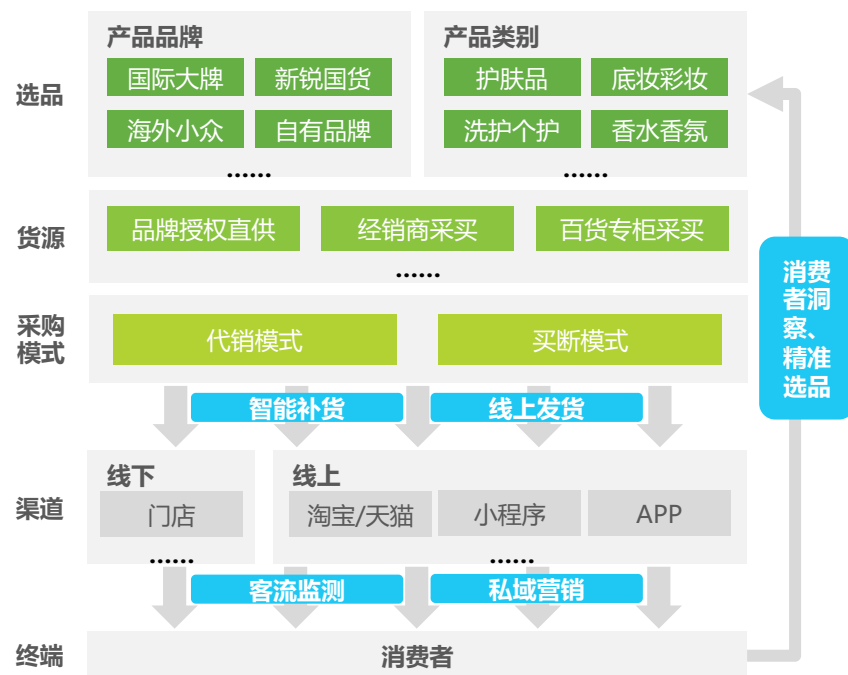 选品
产品品牌
国际大牌
新锐国货
海外小众
自有品牌
……
产品类别
护肤品
底妆彩妆
洗护个护
香水香氛
……
货源
品牌授权直供
经销商采买
百货专柜采买
……
采购
模式
代销模式
买断模式
智能补货
线上发货
渠道
线下
门店
……
线上
淘宝/天猫
小程序
APP
……
客流监测
私域营销
终端
消费者
消费
者洞
察、
精准
选品